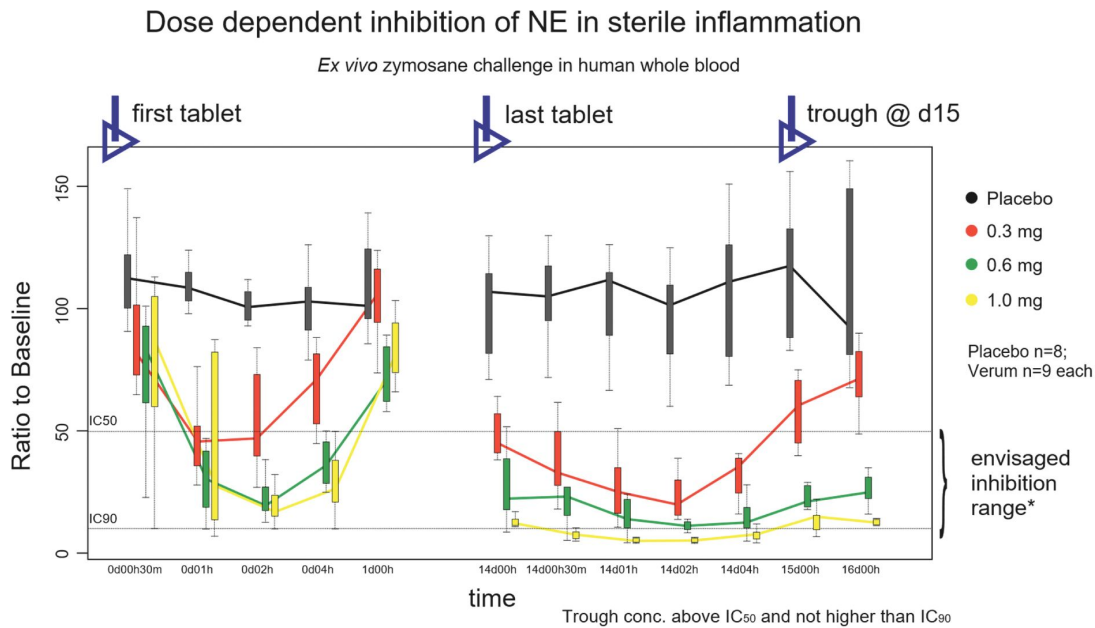 Dose dependent inhibition of NE in sterile inflammation
Ex vivo zymosane challenge in human whole blood
first tablet
last tablet
trough @ d15
Ratio to Baseline
150
100
50
0
IC50
IC90
Placebo
0.3 mg
0.6 mg
1.0 mg
Placebo n=8;
Verum n=9 each
envisaged
inhibition
range*
0d00h30m 0d01h 0d02h 0d04h 1d00h 14d00h 14d00h30m 14d01h 14d02h 14d04h 15d00h 16d00h
time
Trough conc. above IC50 and not higher than IC90